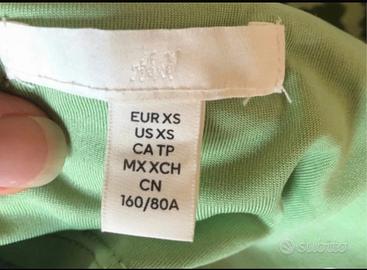 H&M
EUR XS
US XS
CA TP
MX XCH
CN
160/80A
subito